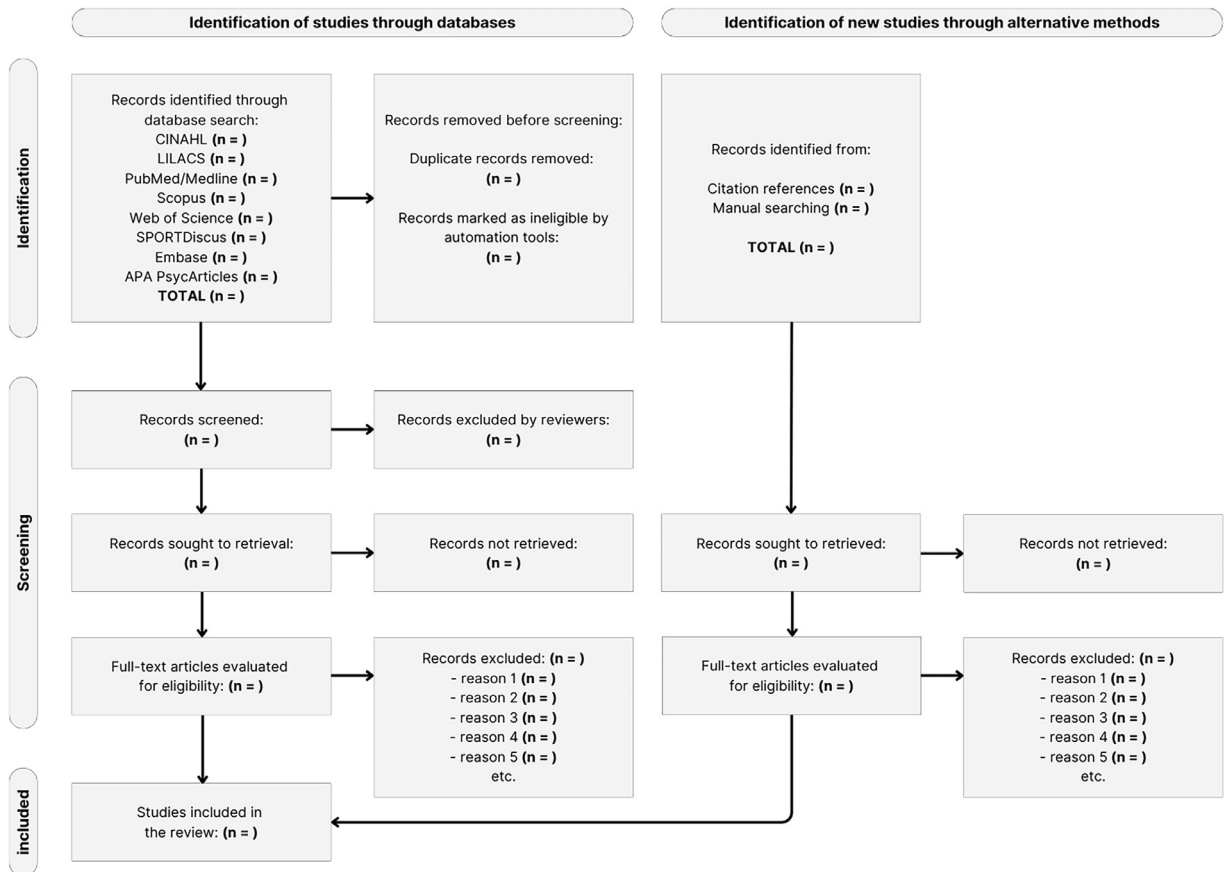 Identification of studies through databases
Identification of new studies through alternative methods
Identification
Records identified through
database search:
CINAHL (n = )
LILACS (n = )
PubMed/Medline (n = )
Scopus (n = )
Web of Science (n = )
SPORTDiscus (n = )
Embase (n = )
APA PsycArticles (n = )
TOTAL (n = )
Records removed before screening:
Duplicate records removed:
(n = )
Records marked as ineligible by
automation tools:
(n = )
Records identified from:
Citation references (n = )
Manual searching (n = )
TOTAL (n = )
Screening
Records screened:
(n = )
Records excluded by reviewers:
(n = )
Records sought to retrieval:
(n = )
Records not retrieved:
(n = )
Records sought to retrieved:
(n = )
Records not retrieved:
(n = )
Full-text articles evaluated
for eligibility: (n = )
Records excluded: (n = )
- reason 1 (n = )
- reason 2 (n = )
- reason 3 (n = )
- reason 4 (n = )
- reason 5 (n = )
etc.
Full-text articles evaluated
for eligibility: (n = )
Records excluded: (n = )
- reason 1 (n = )
- reason 2 (n = )
- reason 3 (n = )
- reason 4 (n = )
- reason 5 (n = )
etc.
included
Studies included in
the review: (n = )